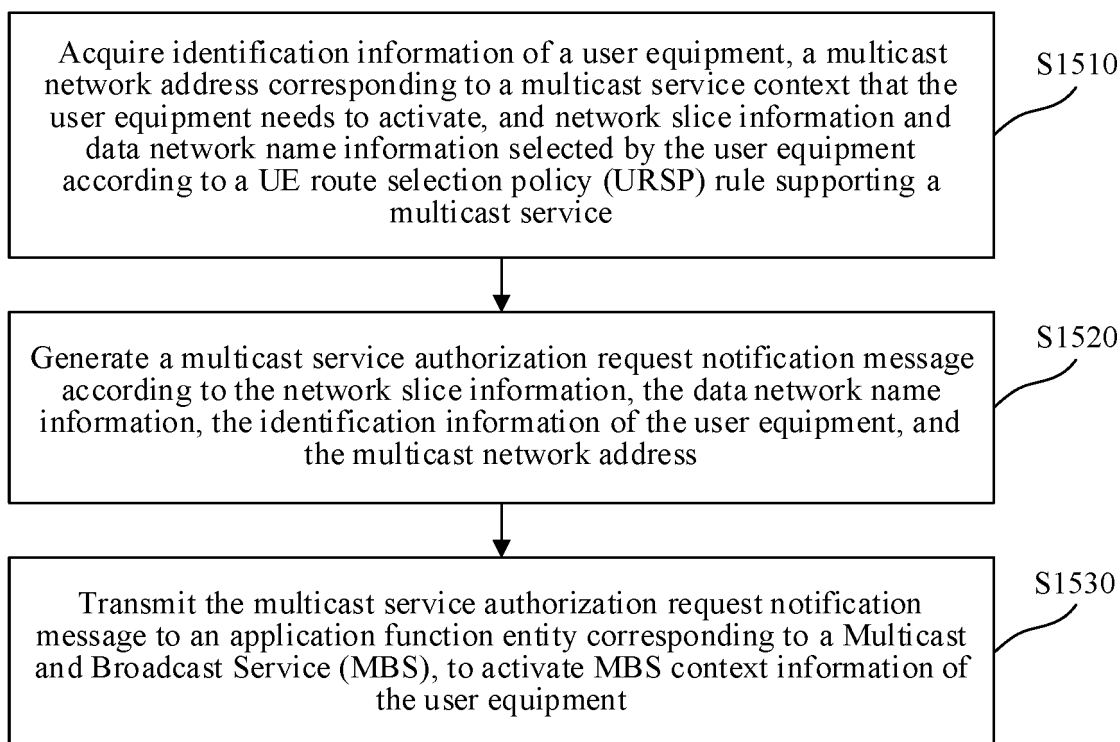 Acquire identification information of a user equipment, a multicast
network address corresponding to a multicast service context that the
user equipment needs to activate, and network slice information and
data network name information selected by the user equipment
according to a UE route selection policy (URSP) rule supporting a
multicast service
S1510
Generate a multicast service authorization request notification message
according to the network slice information, the data network name
information, the identification information of the user equipment, and
the multicast network address
S1520
Transmit the multicast service authorization request notification
message to an application function entity corresponding to a Multicast
and Broadcast Service (MBS), to activate MBS context information of
the user equipment
S1530